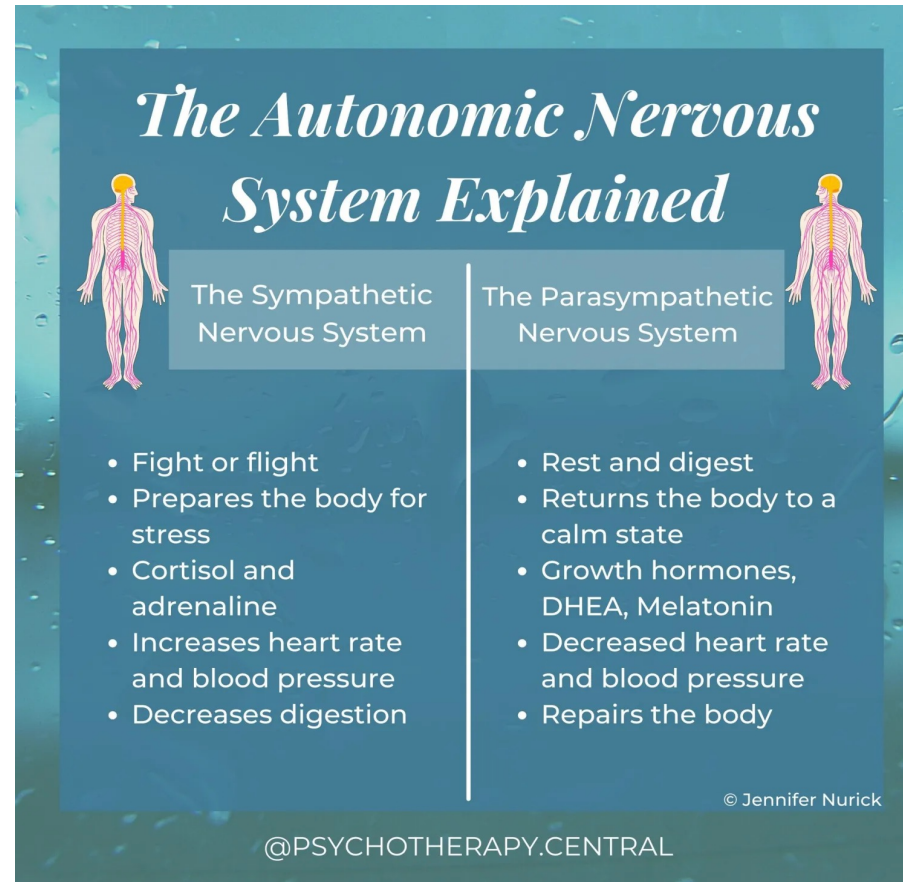 The Autonomic Nervous
System Explained
The Sympathetic
Nervous System
• Fight or flight
• Prepares the body for
stress
• Cortisol and
adrenaline
• Increases heart rate
and blood pressure
• Decreases digestion
The Parasympathetic
Nervous System
• Rest and digest
• Returns the body to a
calm state
• Growth hormones,
DHEA, Melatonin
• Decreased heart rate
and blood pressure
• Repairs the body
© Jennifer Nurick
@PSYCHOTHERAPY.CENTRAL